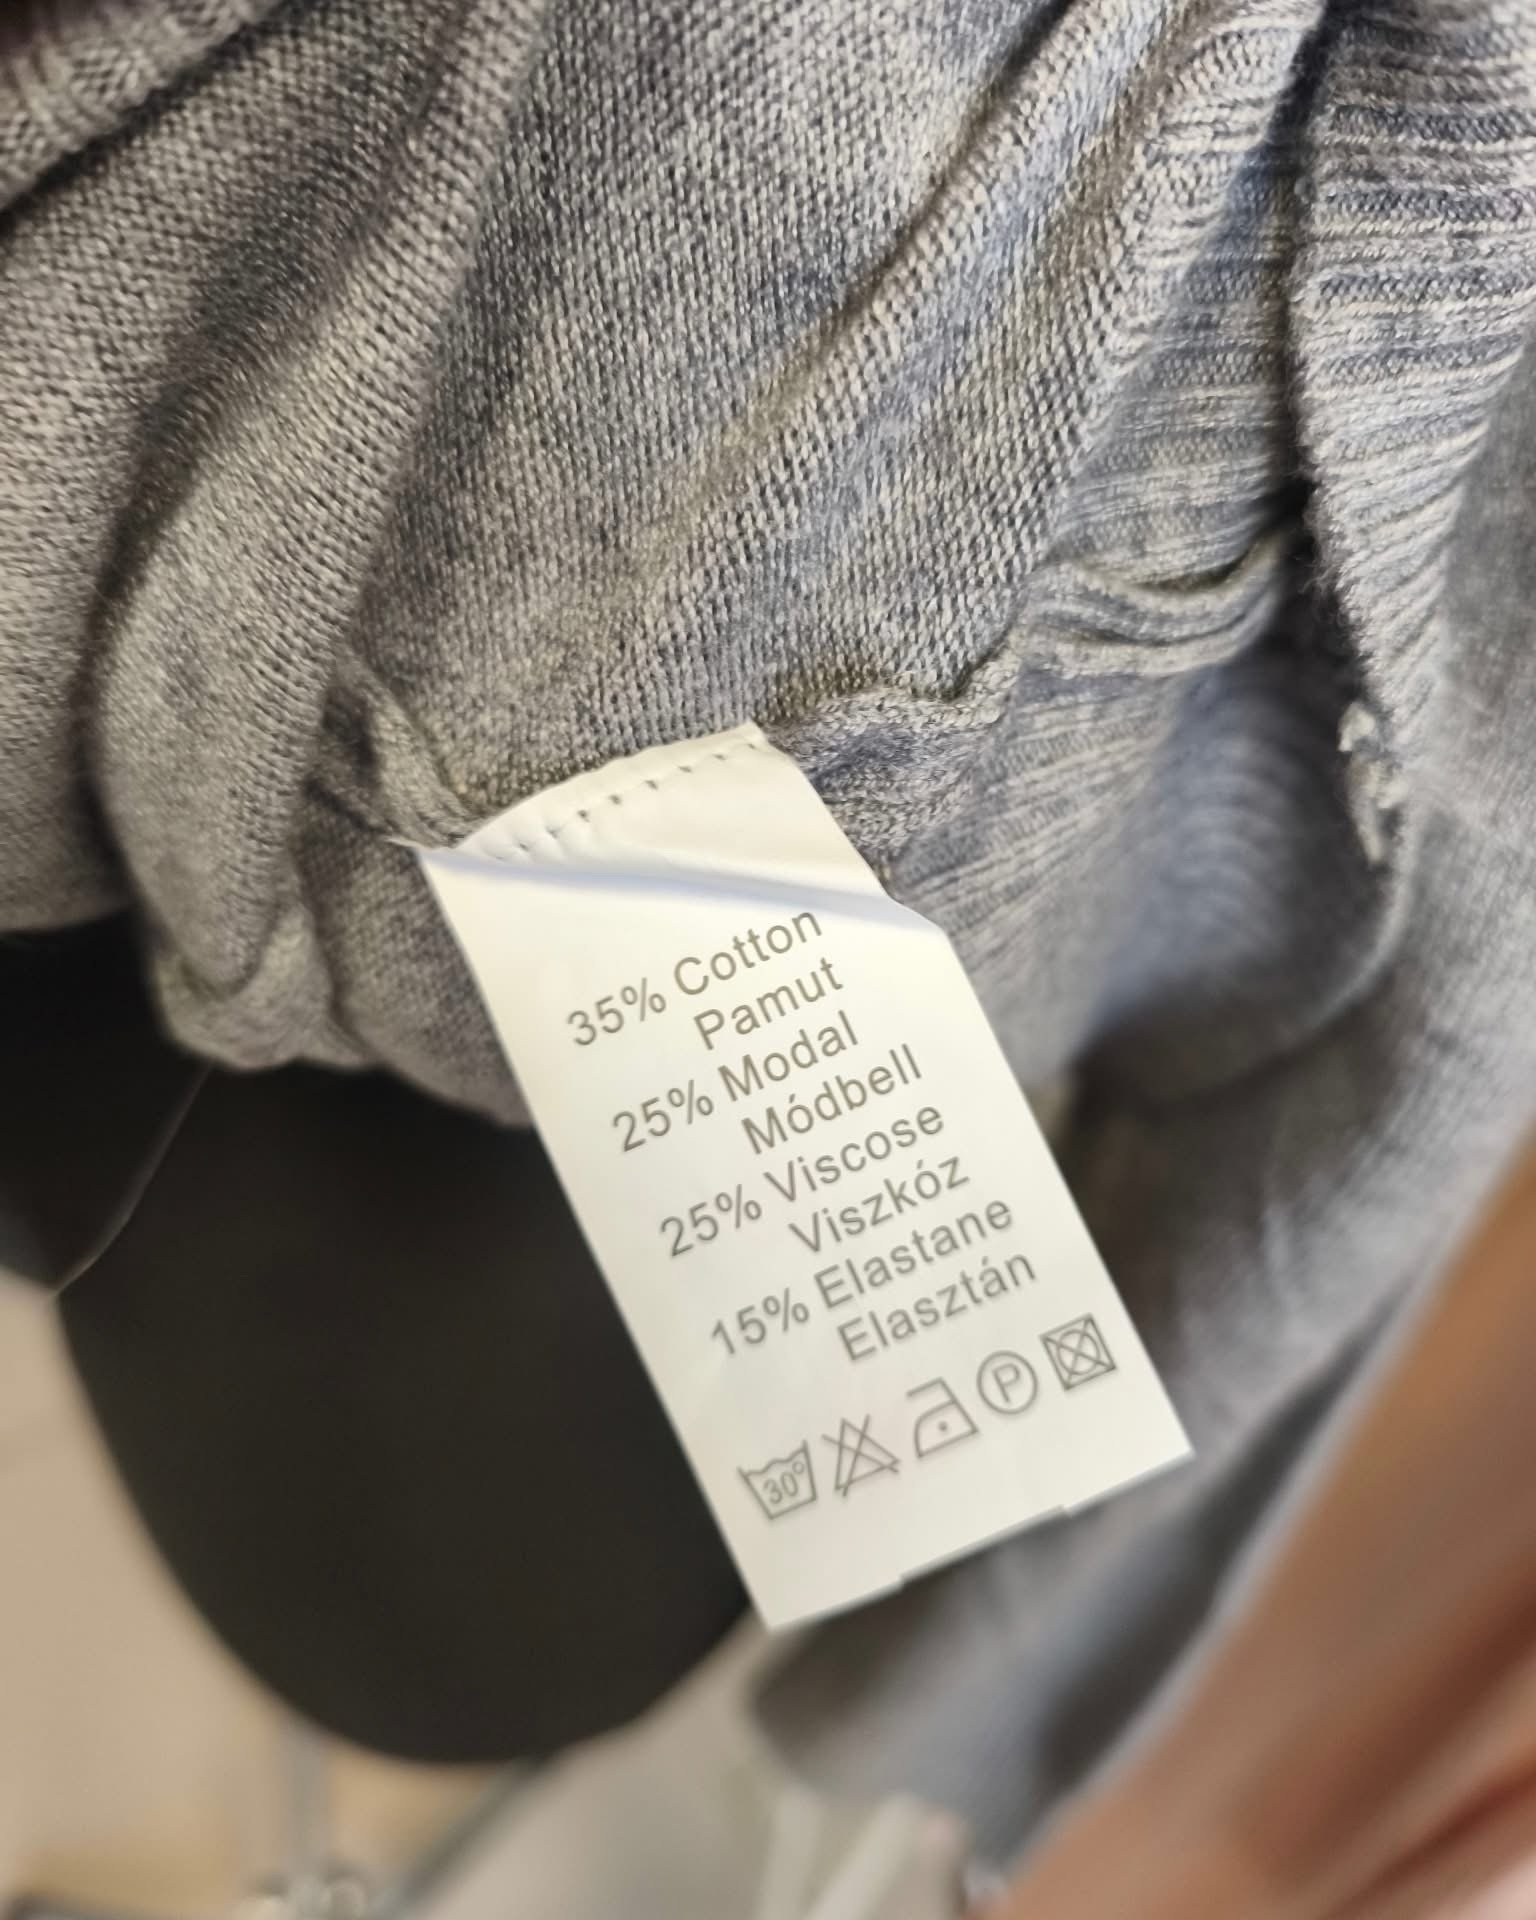 35% Cotton
Pamut
25% Modal
Módbell
25% Viscose
Viszkóz
15% Elastane
Elasztán
30°
P